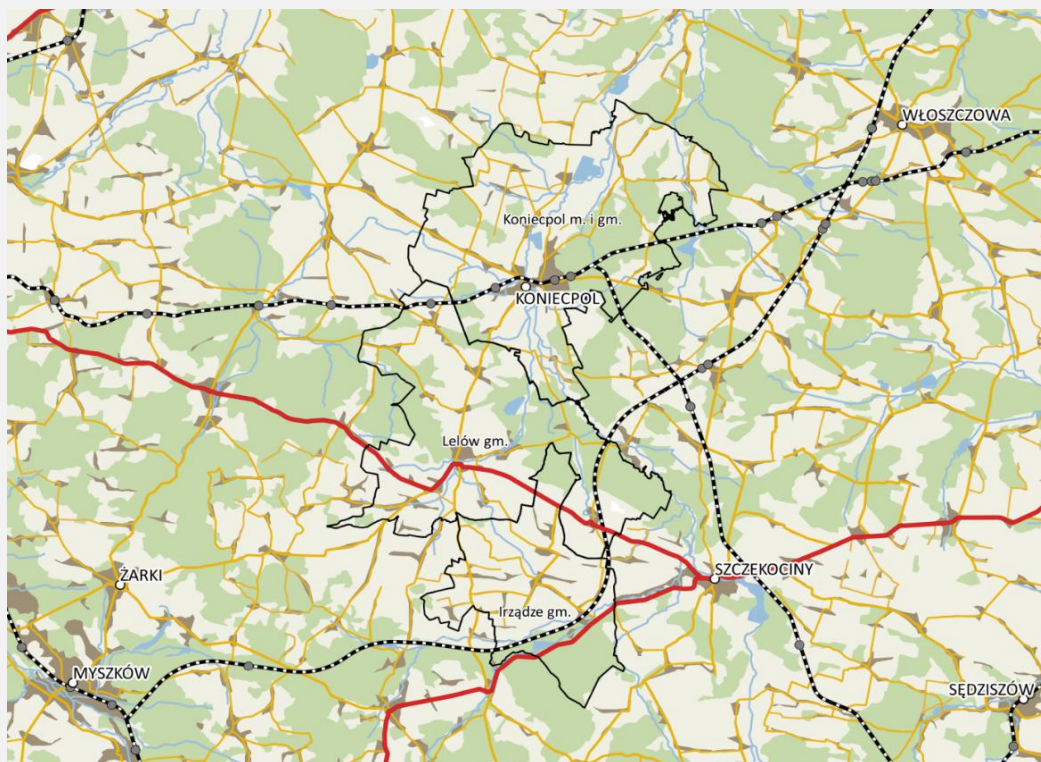 WŁOSZCZOWA
Koniecpol m. i gm.
KONIECPOL
Lelów gm.
ŻARKI
SZCZEKOCINY
Irządze gm.
MYSZKÓW
SĘDZISZÓW